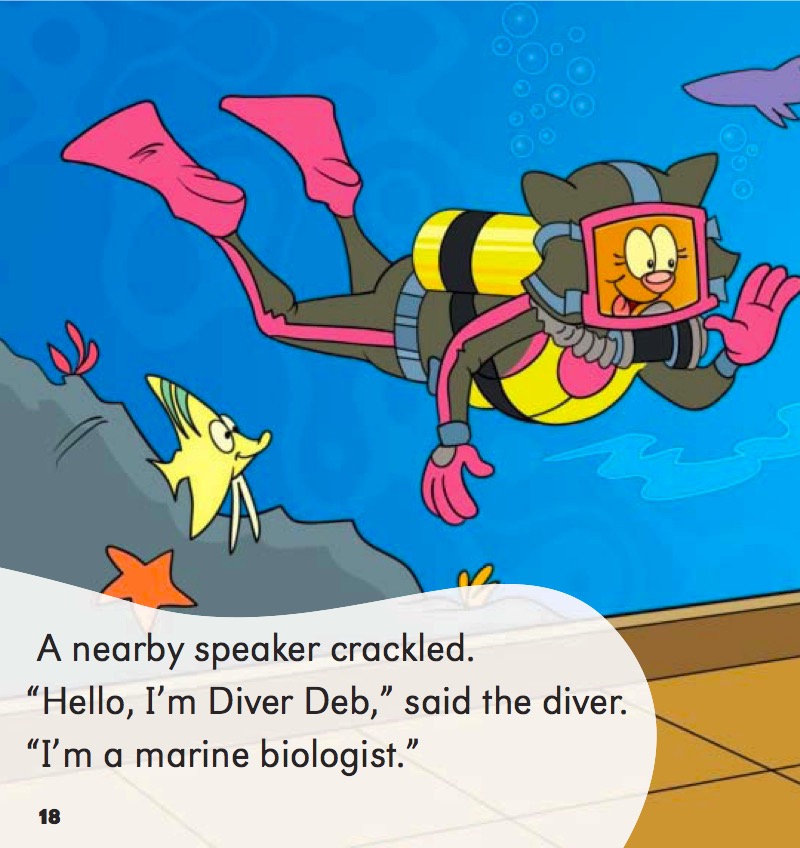 A nearby speaker crackled.
“Hello, I’m Diver Deb,” said the diver.
“I’m a marine biologist.”
18